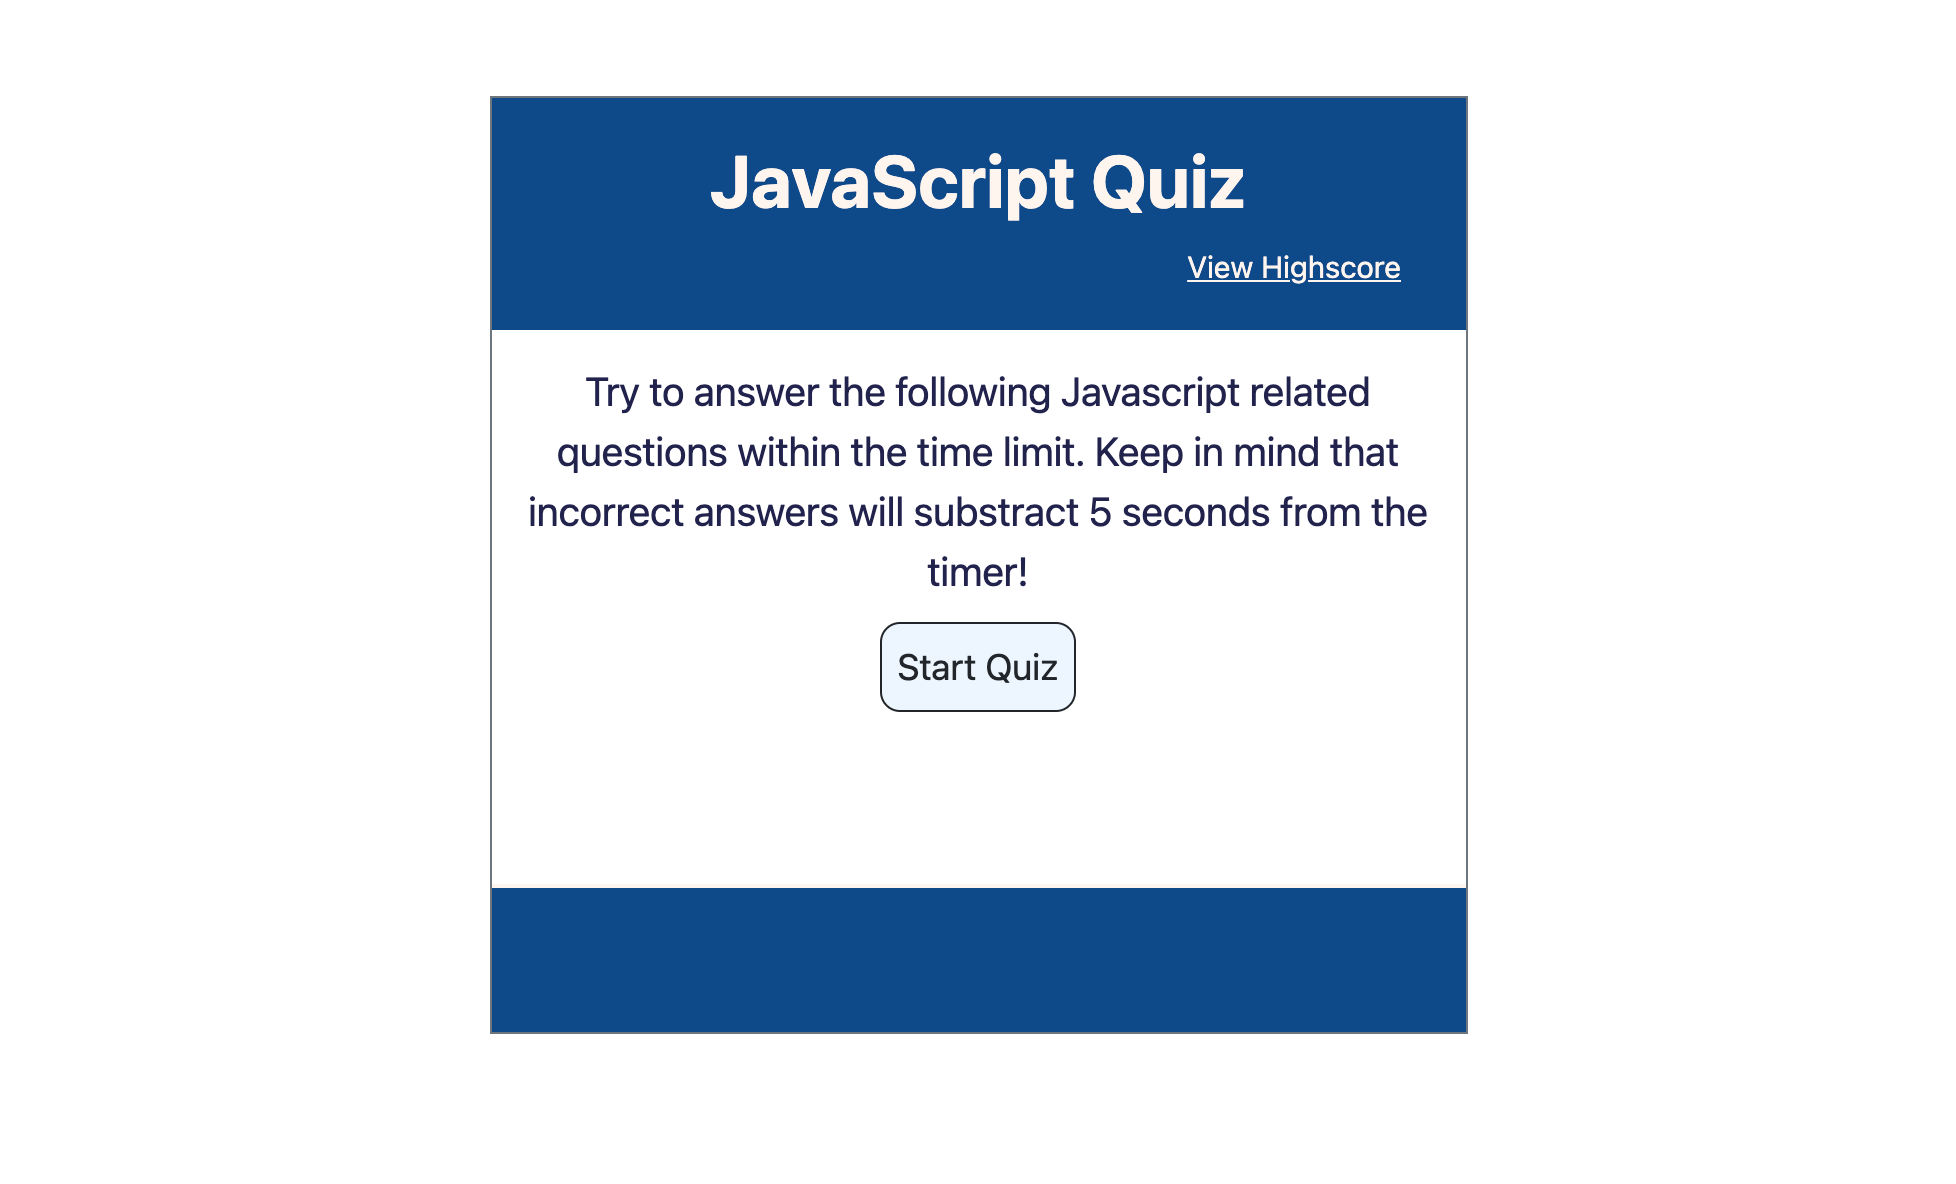 JavaScript Quiz
View Highscore
Try to answer the following Javascript related
questions within the time limit. Keep in mind that
incorrect answers will substract 5 seconds from the
timer!
Start Quiz